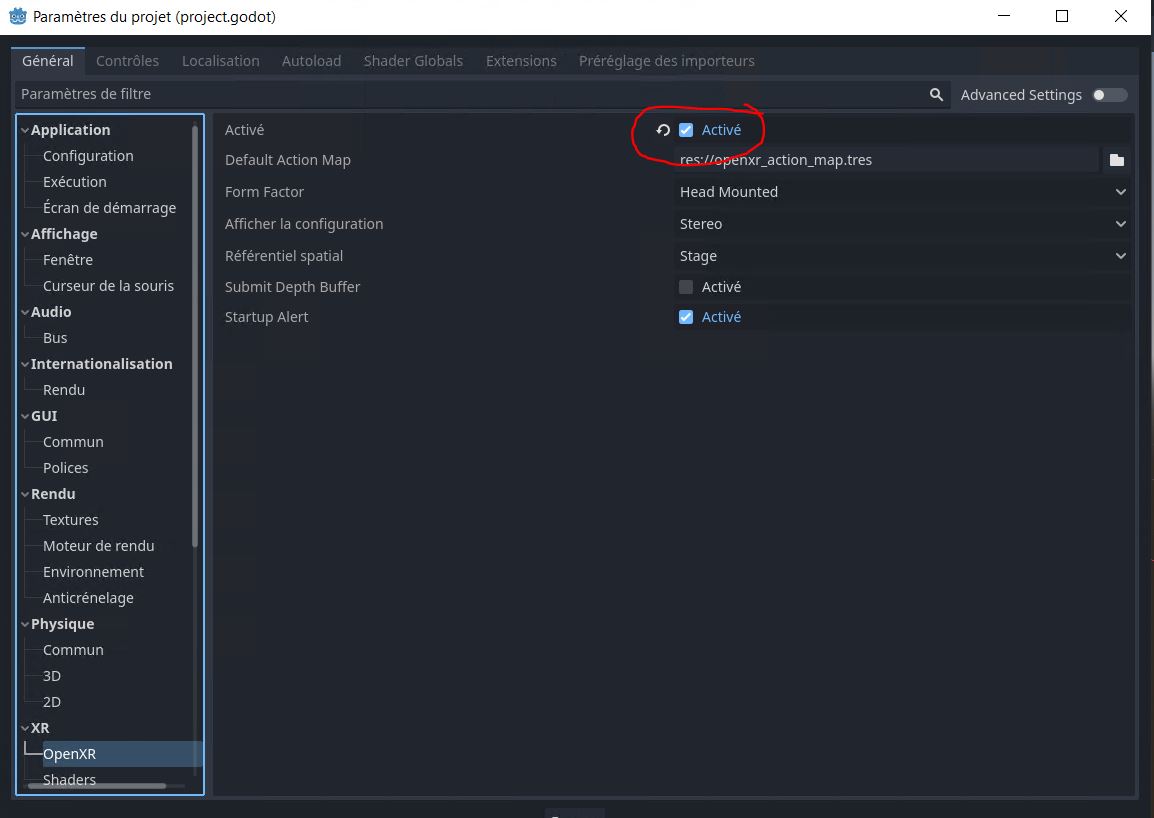 Paramètres du projet (project.godot)
Général Contrôles Localisation Autoload Shader Globals Extensions Préréglage des importeurs
Paramètres de filtre Advanced Settings
Application
Configuration
Exécution
Écran de démarrage
Affichage
Fenêtre
Curseur de la souris
Audio
Bus
Internationalisation
Rendu
GUI
Commun
Polices
Rendu
Textures
Moteur de rendu
Environnement
Anticrénelage
Physique
Commun
3D
2D
XR
OpenXR
Shaders
Activé Activé
Default Action Map res://openxr_action_map.tres
Form Factor Head Mounted
Afficher la configuration Stereo
Référentiel spatial Stage
Submit Depth Buffer Activé
Startup Alert Activé